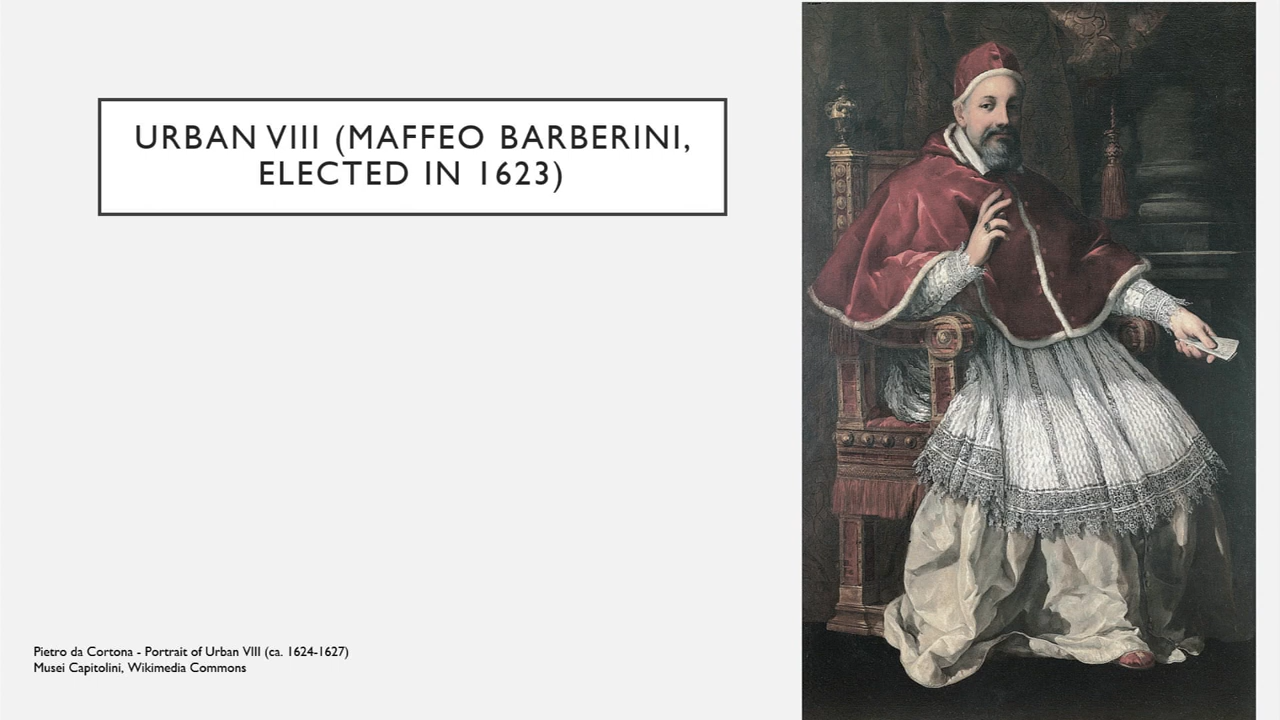 URBAN VIII (MAFFEO BARBERINI,
ELECTED IN 1623)
Pietro da Cortona - Portrait of Urban VIII (ca. 1624-1627)
Musei Capitolini, Wikimedia Commons